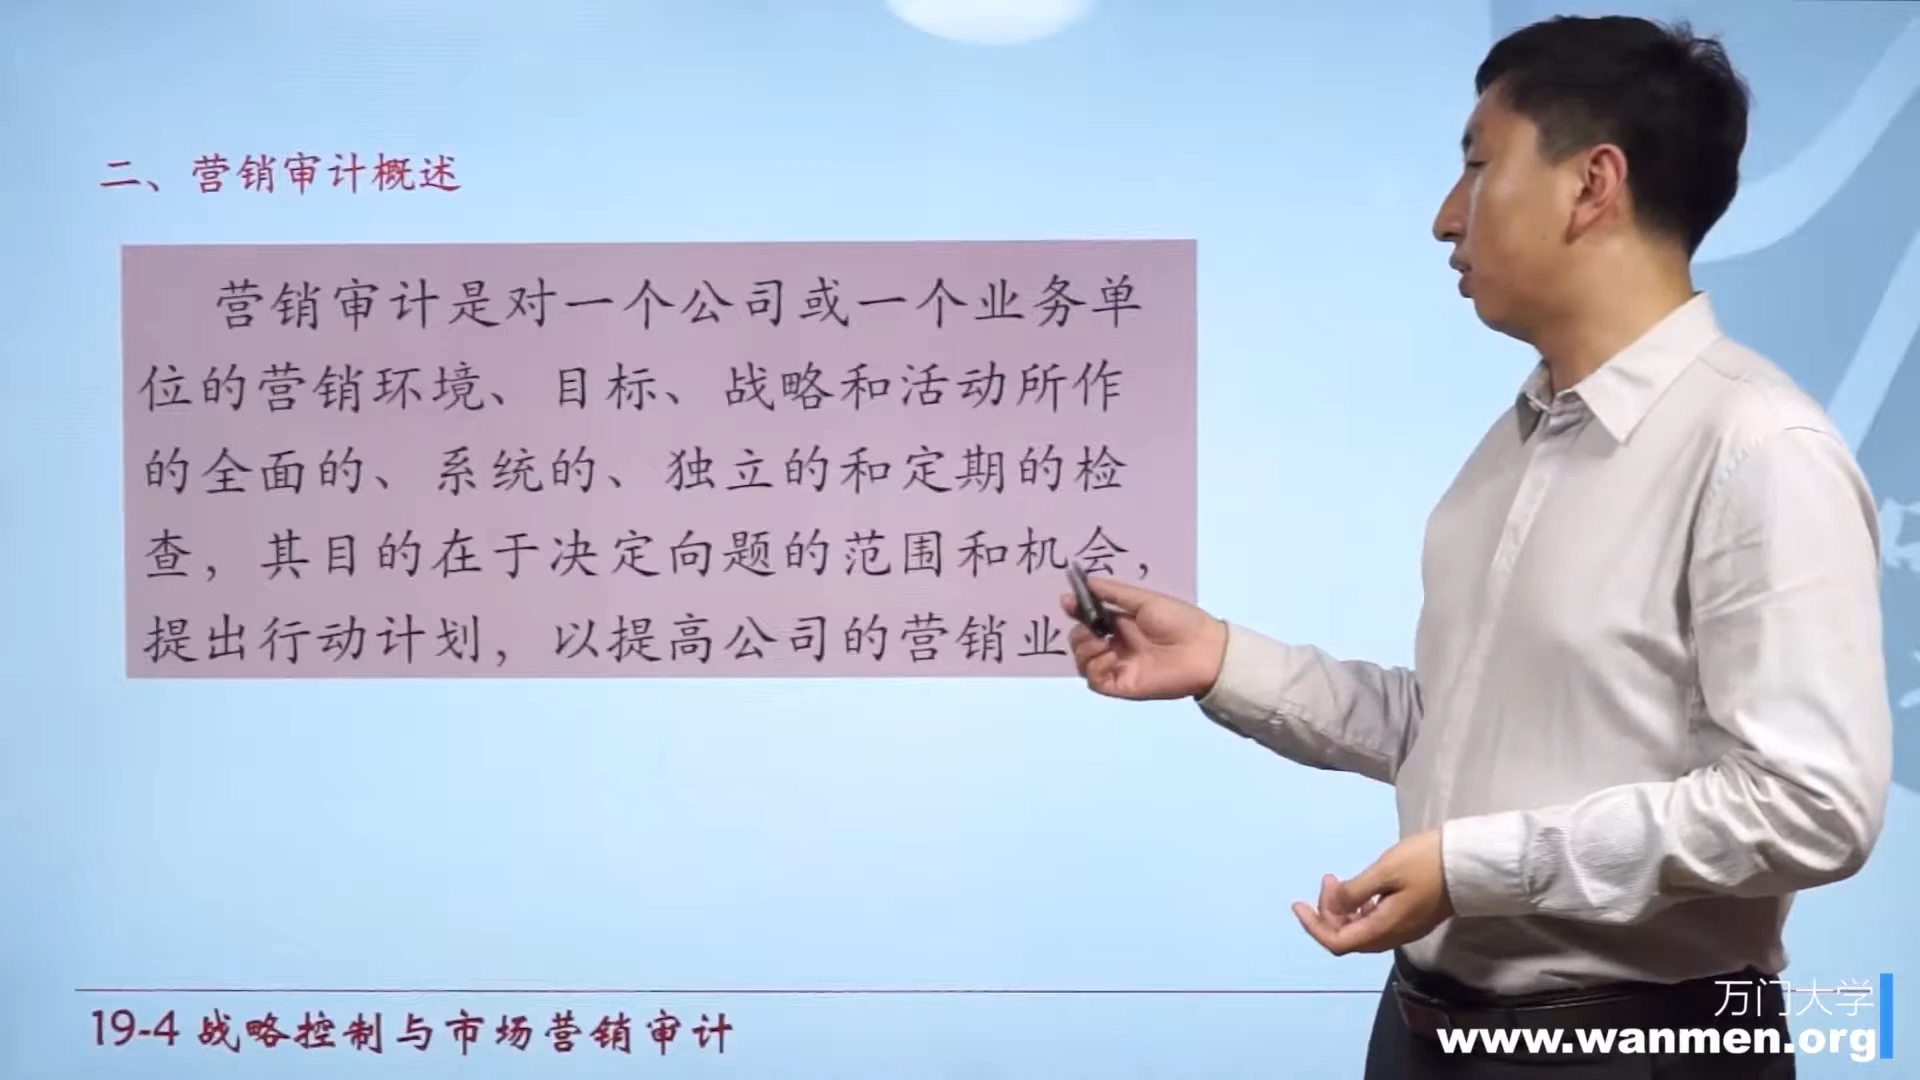 二、营销审计概述
营销审计是对一个公司或一个业务单
位的营销环境、目标、战略和活动所作
的全面的、系统的、独立的和定期的检
查，其目的在于决定向题的范围和机会，
提出行动计划，以提高公司的营销业
19-4 战略控制与市场营销审计
万门大学
www.wanmen.org